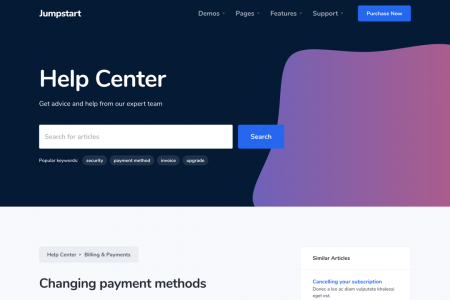 Jumpstart
Demos Pages Features Support Purchase Now
Help Center
Get advice and help from our expert team
Search for articles Search
Popular keywords: security payment method invoice upgrade
Help Center > Billing & Payments
Similar Articles
Changing payment methods
Cancelling your subscription
Donec a leo ac diam vulputate khalessi
eget est.